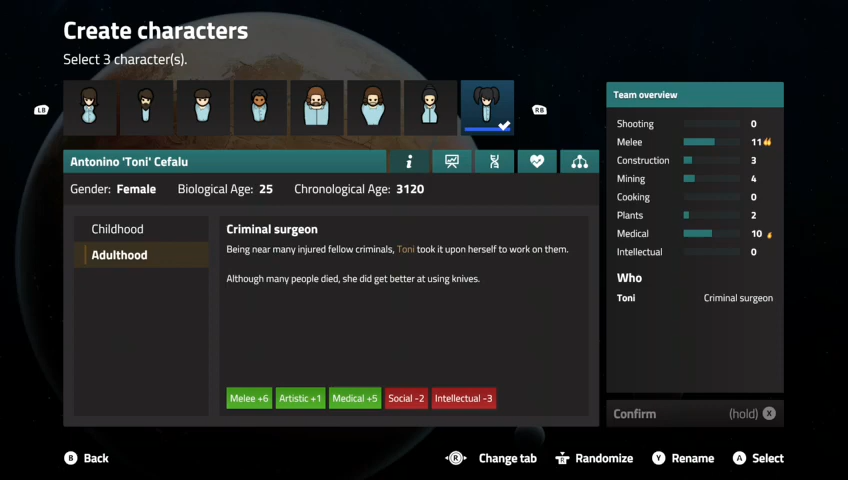 Create characters
Select 3 character(s).
LB
RB
Antonino 'Toni' Cefalu
Gender: Female Biological Age: 25 Chronological Age: 3120
Childhood
Adulthood
Criminal surgeon
Being near many injured fellow criminals, Toni took it upon herself to work on them.
Although many people died, she did get better at using knives.
Melee +6 Artistic +1 Medical +5 Social -2 Intellectual -3
Team overview
Shooting 0
Melee 11
Construction 3
Mining 4
Cooking 0
Plants 2
Medical 10
Intellectual 0
Who
Toni Criminal surgeon
Confirm (hold) X
B Back
R Change tab
R Randomize
Y Rename
A Select